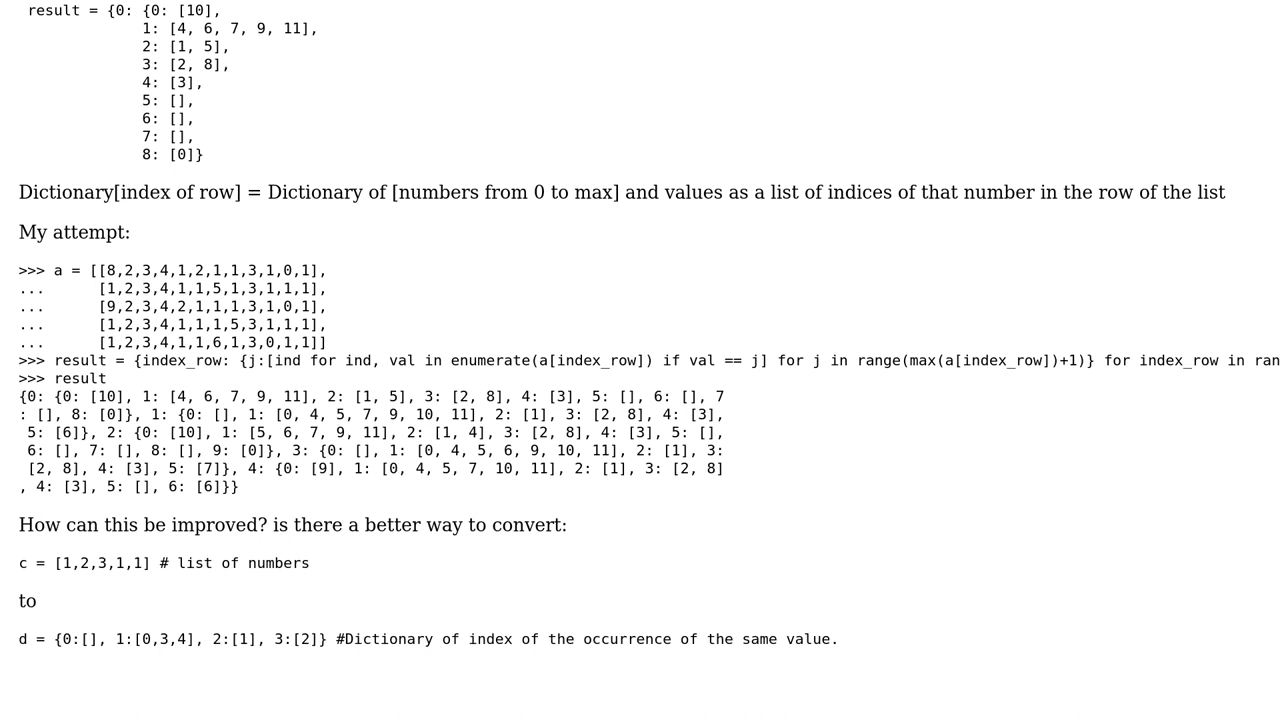 result = {0: {0: [10],
1: [4, 6, 7, 9, 11],
2: [1, 5],
3: [2, 8],
4: [3],
5: [],
6: [],
7: [],
8: [0]}
Dictionary[index of row] = Dictionary of [numbers from 0 to max] and values as a list of indices of that number in the row of the list
My attempt:
>>> a = [[8,2,3,4,1,2,1,1,3,1,0,1],
...      [1,2,3,4,1,1,5,1,3,1,1,1],
...      [9,2,3,4,2,1,1,1,3,1,0,1],
...      [1,2,3,4,1,1,1,5,3,1,1,1],
...      [1,2,3,4,1,1,6,1,3,0,1,1]]
>>> result = {index_row: {j:[ind for ind, val in enumerate(a[index_row]) if val == j] for j in range(max(a[index_row])+1)} for index_row in ran
>>> result
{0: {0: [10], 1: [4, 6, 7, 9, 11], 2: [1, 5], 3: [2, 8], 4: [3], 5: [], 6: [], 7
: [], 8: [0]}, 1: {0: [], 1: [0, 4, 5, 7, 9, 10, 11], 2: [1], 3: [2, 8], 4: [3],
5: [6]}, 2: {0: [10], 1: [5, 6, 7, 9, 11], 2: [1, 4], 3: [2, 8], 4: [3], 5: [],
6: [], 7: [], 8: [], 9: [0]}, 3: {0: [], 1: [0, 4, 5, 6, 9, 10, 11], 2: [1], 3:
[2, 8], 4: [3], 5: [7]}, 4: {0: [9], 1: [0, 4, 5, 7, 10, 11], 2: [1], 3: [2, 8]
, 4: [3], 5: [], 6: [6]}}
How can this be improved? is there a better way to convert:
c = [1,2,3,1,1] # list of numbers
to
d = {0:[], 1:[0,3,4], 2:[1], 3:[2]} #Dictionary of index of the occurrence of the same value.